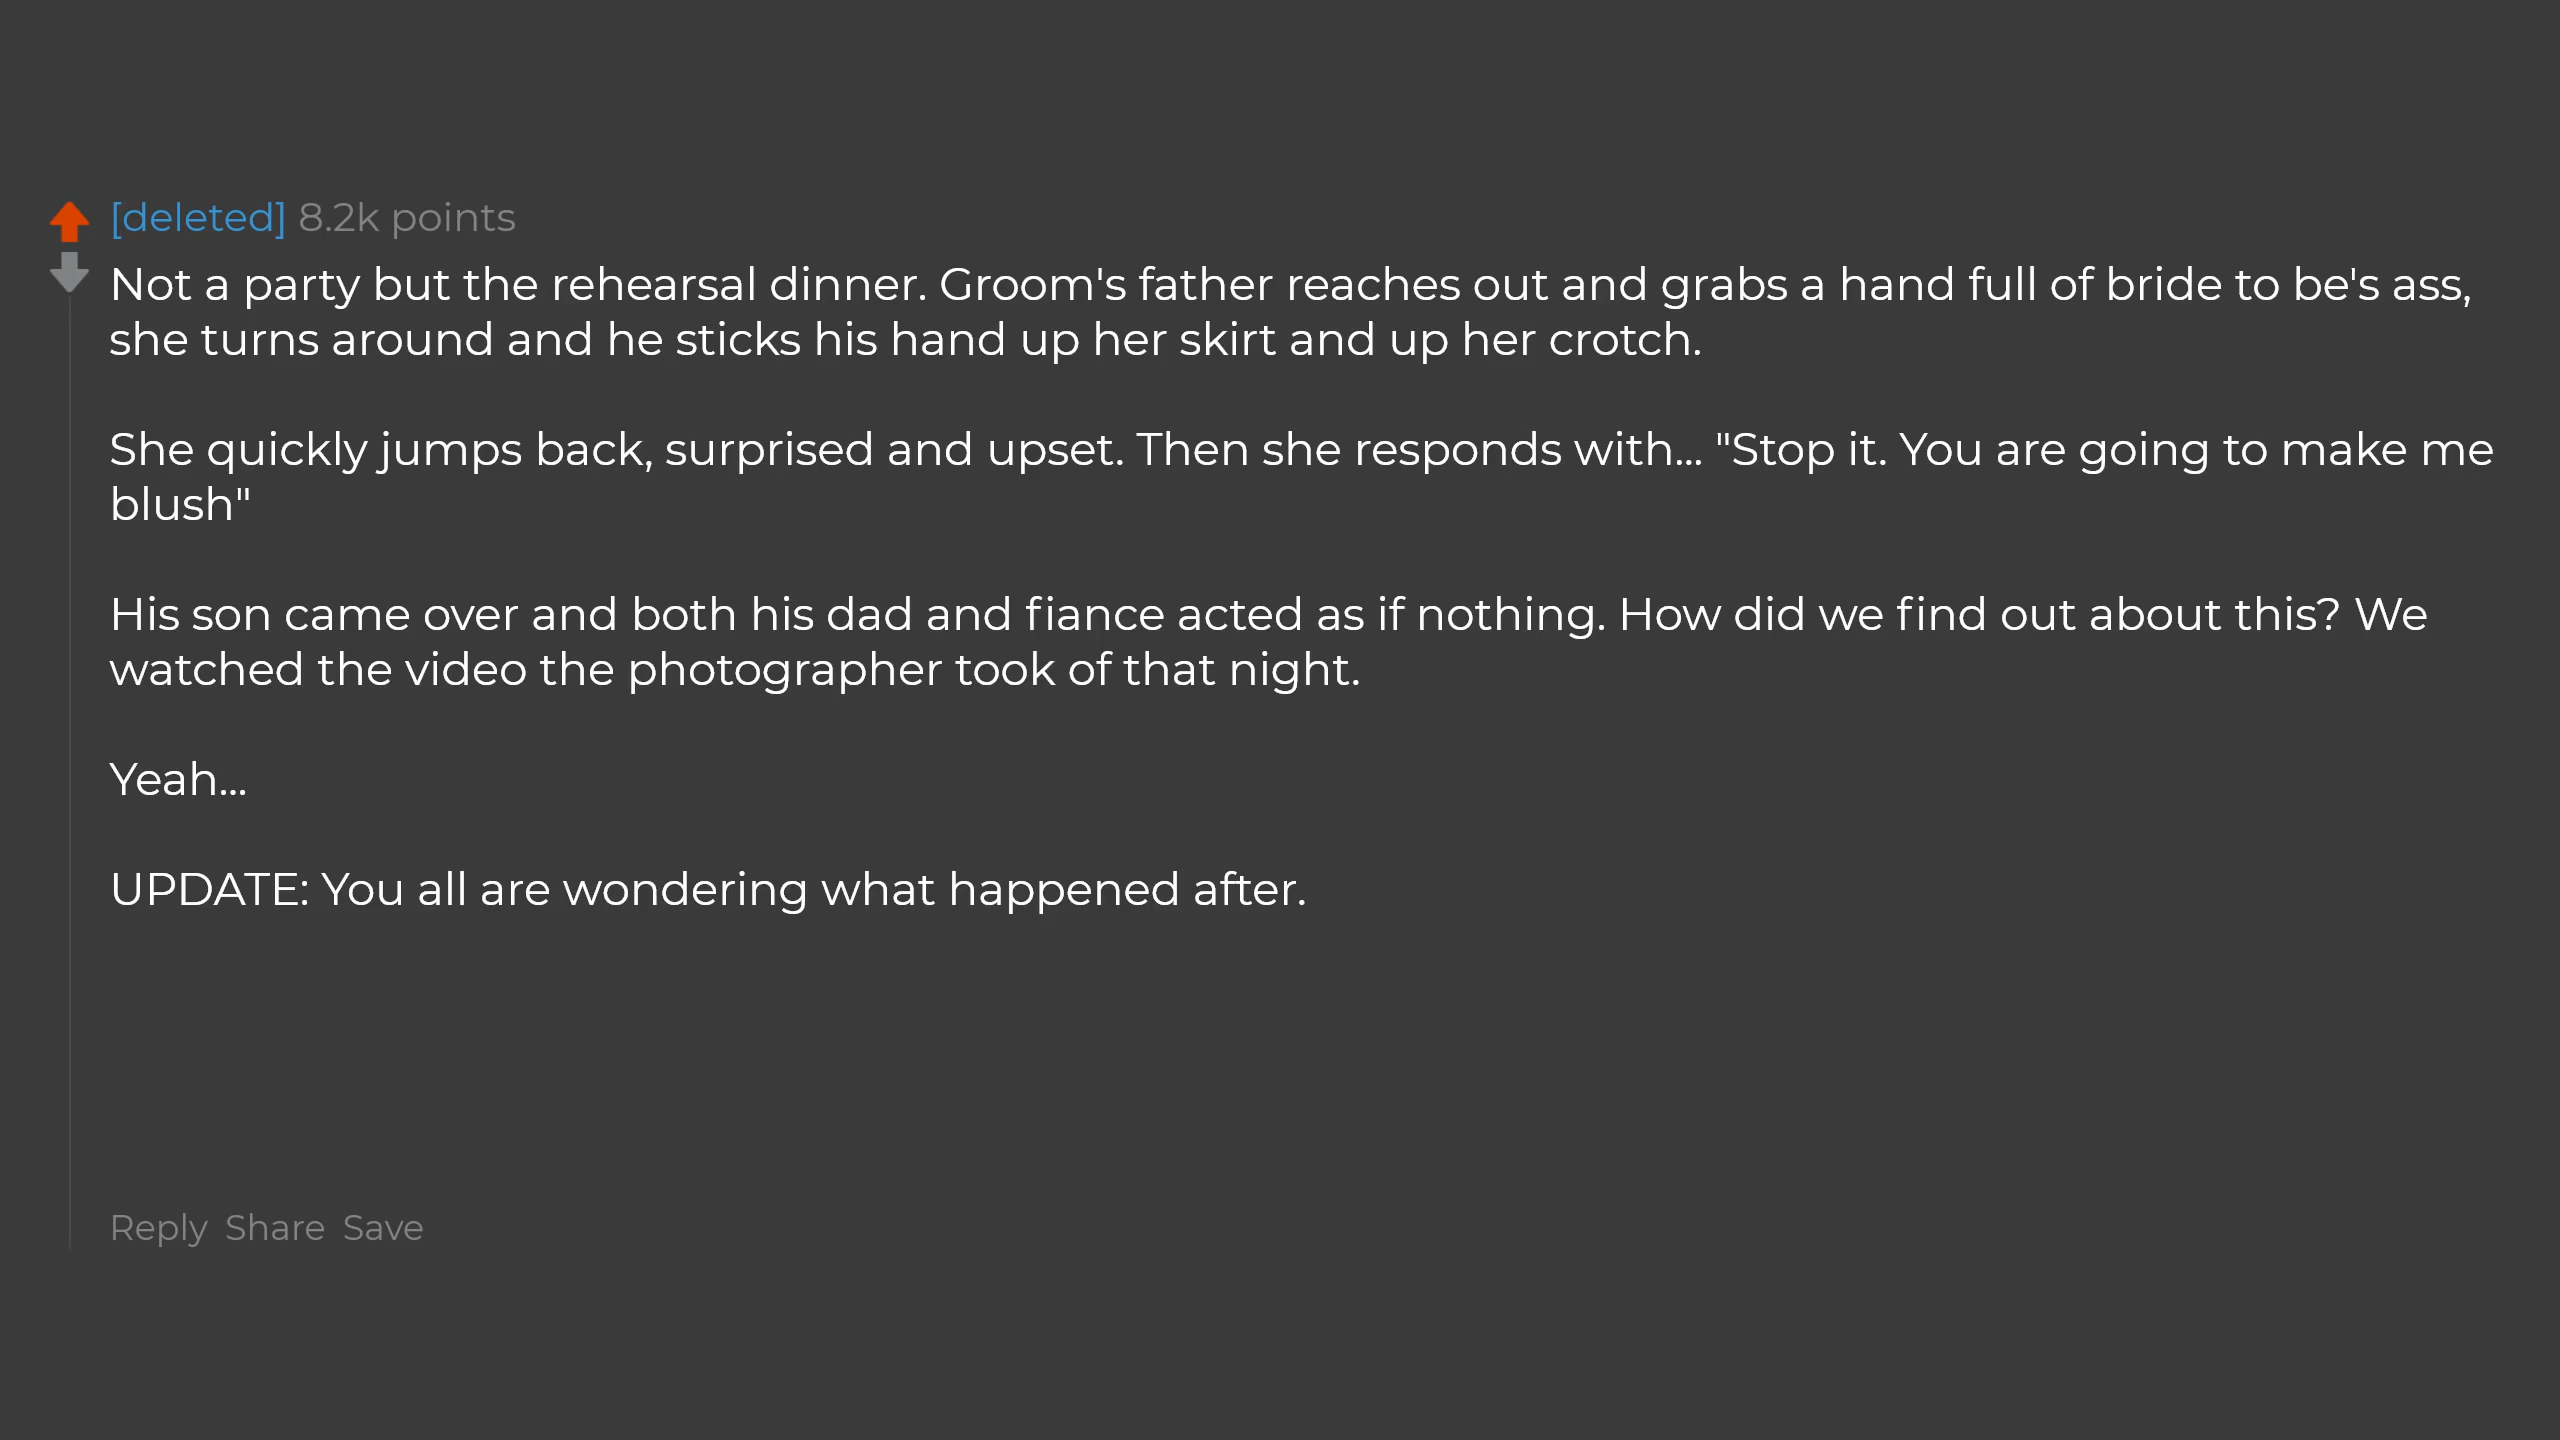 [deleted] 8.2k points
Not a party but the rehearsal dinner. Groom's father reaches out and grabs a hand full of bride to be's ass,
she turns around and he sticks his hand up her skirt and up her crotch.
She quickly jumps back, surprised and upset. Then she responds with... "Stop it. You are going to make me
blush"
His son came over and both his dad and fiance acted as if nothing. How did we find out about this? We
watched the video the photographer took of that night.
Yeah...
UPDATE: You all are wondering what happened after.
Reply Share Save